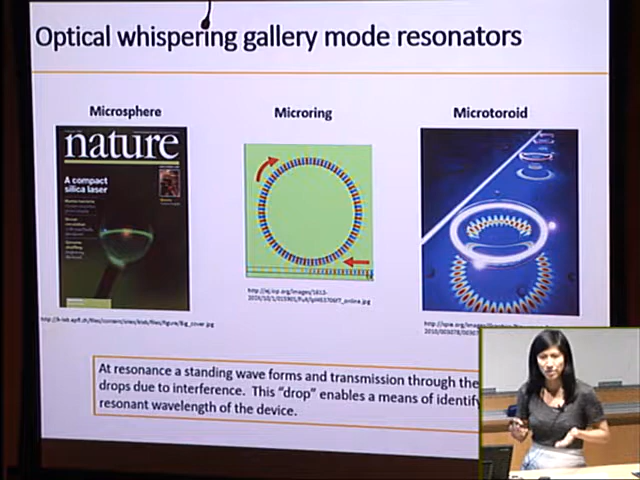 Optical whispering gallery mode resonators
Microsphere
Microring
Microtoroid
nature
A compact
silica laser
At resonance a standing wave forms and transmission through the
drops due to interference. This "drop" enables a means of identify
resonant wavelength of the device.